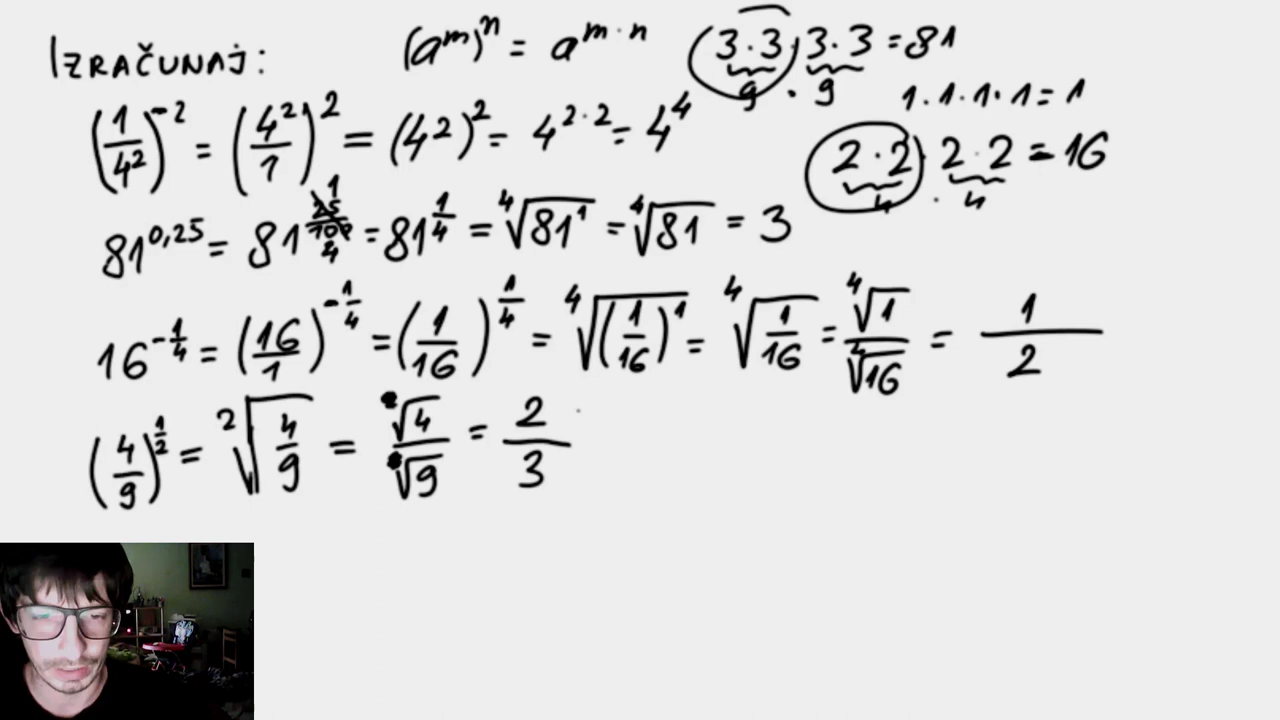 IZRAČUNAJ: (a^m)^n = a^{m·n} (3·3)·3·3 = 81
9 · 9
1·1·1·1 = 1
(1/4²)^{-2} = (4²/1)² = (4²)² = 4^{2·2} = 4⁴ (2·2)·2·2 = 16
4 · 4
81^{0,25} = 81^{25/100} 1/4 = 81^{1/4} = ⁴√81¹ = ⁴√81 = 3
16^{-1/4} = (16/1)^{-1/4} = (1/16)^{1/4} = ⁴√(1/16)¹ = ⁴√1/16 = ⁴√1/⁴√16 = 1/2
(4/9)^{1/2} = ²√4/9 = √4/√9 = 2/3